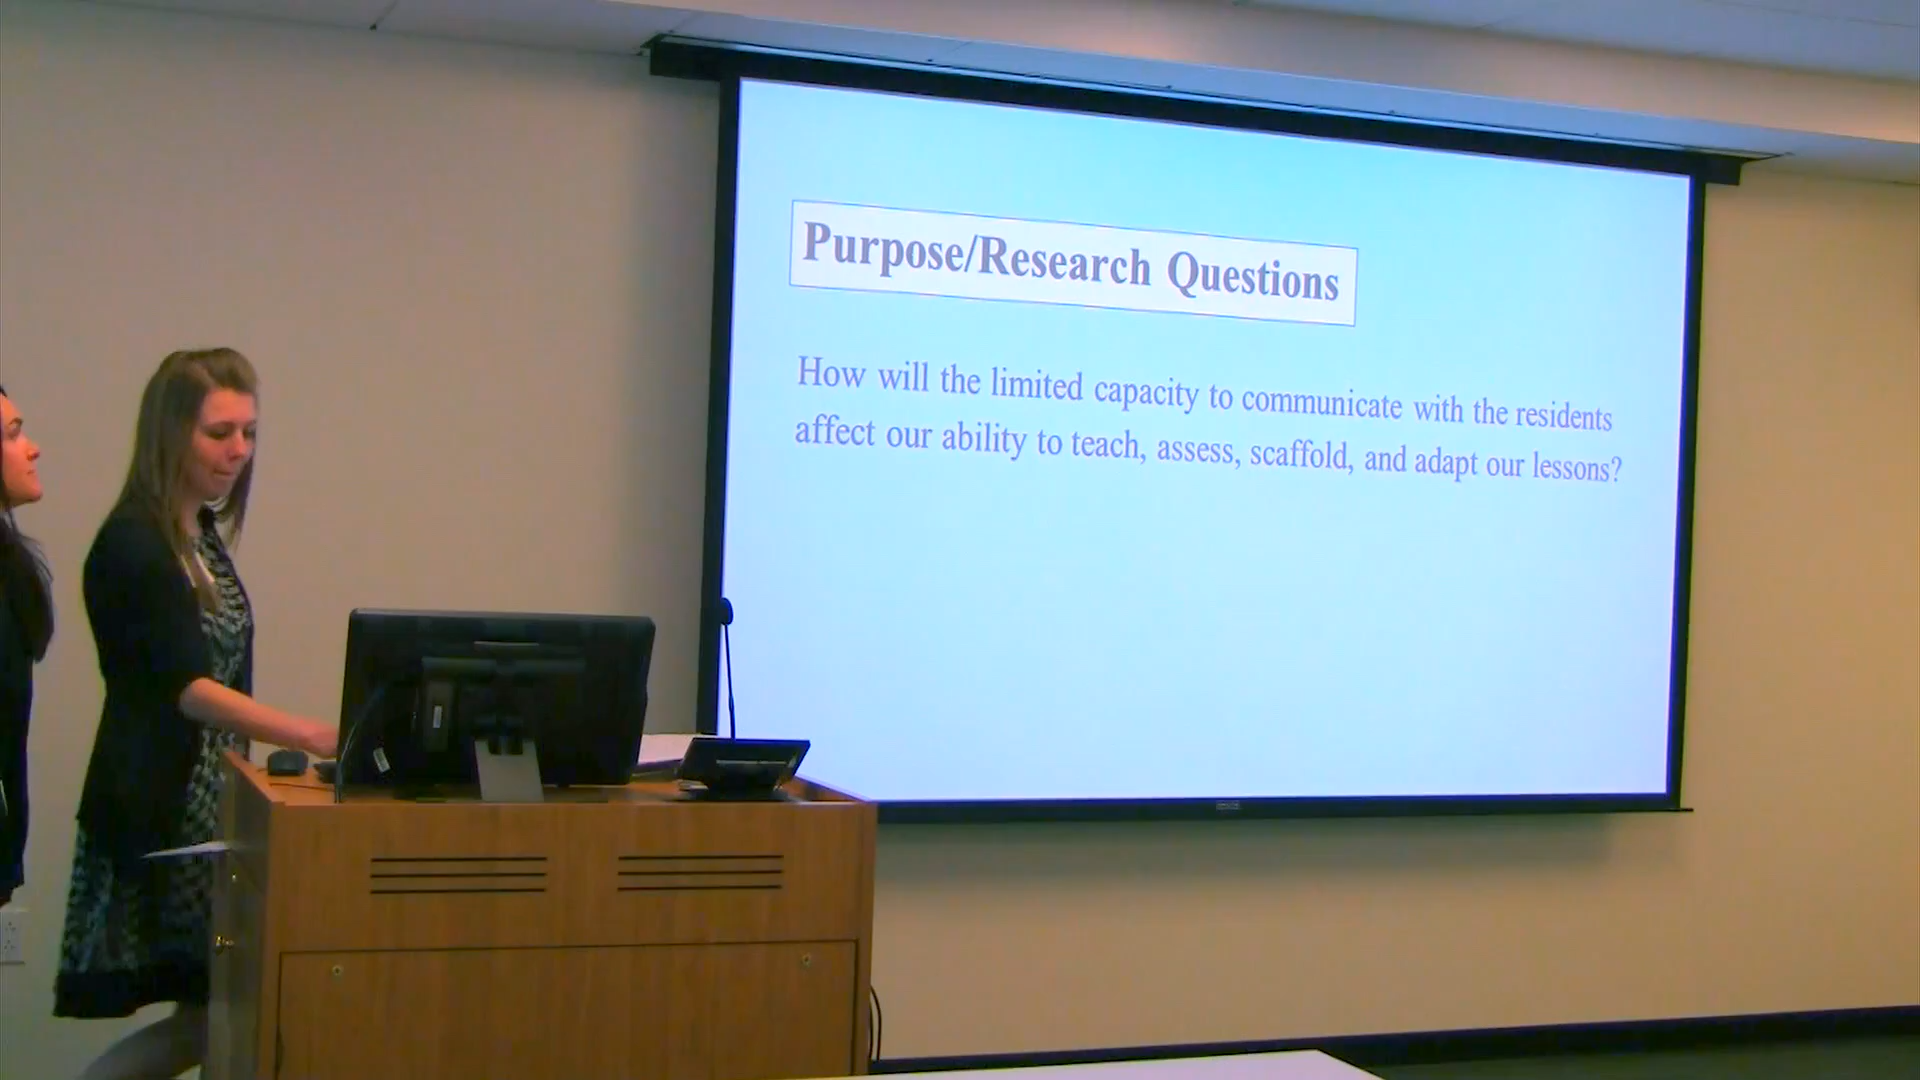 Purpose/Research Questions
How will the limited capacity to communicate with the residents
affect our ability to teach, assess, scaffold, and adapt our lessons?